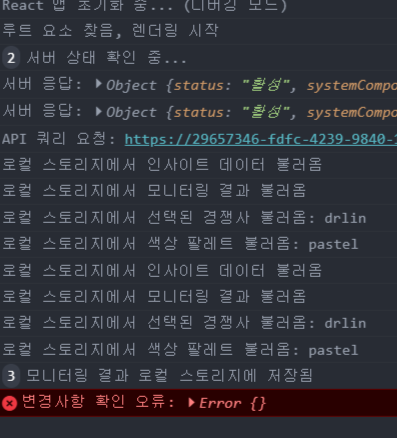 React 앱 초기화 중... (디버깅 모드)
루트 요소 찾음, 렌더링 시작
2 서버 상태 확인 중...
서버 응답: ▶Object {status: "활성", systemCompo
서버 응답: ▶Object {status: "활성", systemCompo
API 쿼리 요청: https://29657346-fdfc-4239-9840-
로컬 스토리지에서 인사이트 데이터 불러옴
로컬 스토리지에서 모니터링 결과 불러옴
로컬 스토리지에서 선택된 경쟁사 불러옴: drlin
로컬 스토리지에서 색상 팔레트 불러옴: pastel
로컬 스토리지에서 인사이트 데이터 불러옴
로컬 스토리지에서 모니터링 결과 불러옴
로컬 스토리지에서 선택된 경쟁사 불러옴: drlin
로컬 스토리지에서 색상 팔레트 불러옴: pastel
3 모니터링 결과 로컬 스토리지에 저장됨
변경사항 확인 오류: ▶Error {}